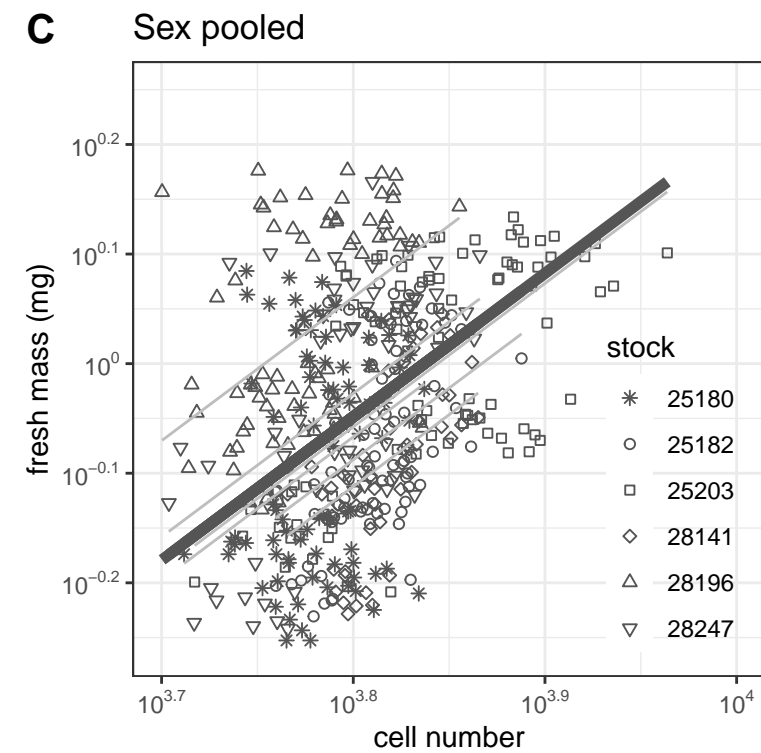 C Sex pooled
fresh mass (mg)
10^0.2
10^0.1
10^0
10^−0.1
10^−0.2
stock
25180
25182
25203
28141
28196
28247
10^3.7 10^3.8 10^3.9 10^4
cell number